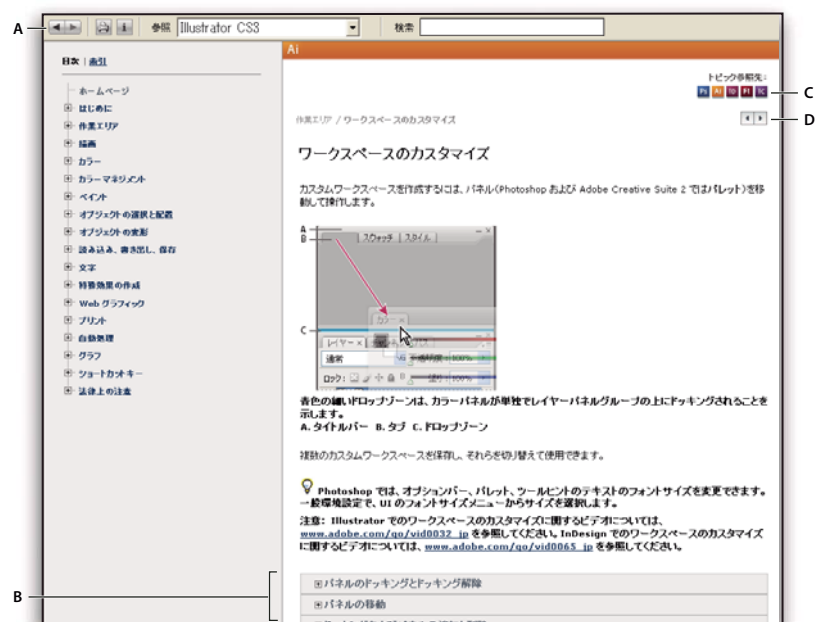 A
参照 Illustrator CS3 検索
目次 | 索引
ホームページ
はじめに
作業エリア
描画
カラー
カラーマネジメント
ペイント
オブジェクトの選択と配置
オブジェクトの変形
読み込み、書き出し、保存
文字
特殊効果の作成
Web グラフィック
プリント
自動処理
グラフ
ショートカットキー
法律上の注意
Ai
トピック参照先:
Ps Ai ID Fl SC
C
D
作業エリア / ワークスペースのカスタマイズ
ワークスペースのカスタマイズ
カスタムワークスペースを作成するには、パネル(Photoshop および Adobe Creative Suite 2 ではパレット)を移
動して操作します。
A
B
スウォッチ スタイル
カラー ×
C
レイヤー ×
通常 不透明度: 100%
ロック: 塗り: 100%
青色の細いドロップゾーンは、カラーパネルが単独でレイヤーパネルグループの上にドッキングされることを
示します。
A. タイトルバー B. タブ C. ドロップゾーン
複数のカスタムワークスペースを保存し、それらを切り替えて使用できます。
Photoshop では、オプションバー、パレット、ツールヒントのテキストのフォントサイズを変更できます。
一般環境設定で、UI のフォントサイズメニューからサイズを選択します。
注意: Illustrator でのワークスペースのカスタマイズに関するビデオについては、
www.adobe.com/go/vid0032_jp を参照してください。InDesign でのワークスペースのカスタマイズ
に関するビデオについては、www.adobe.com/go/vid0065_jp を参照してください。
B
パネルのドッキングとドッキング解除
パネルの移動